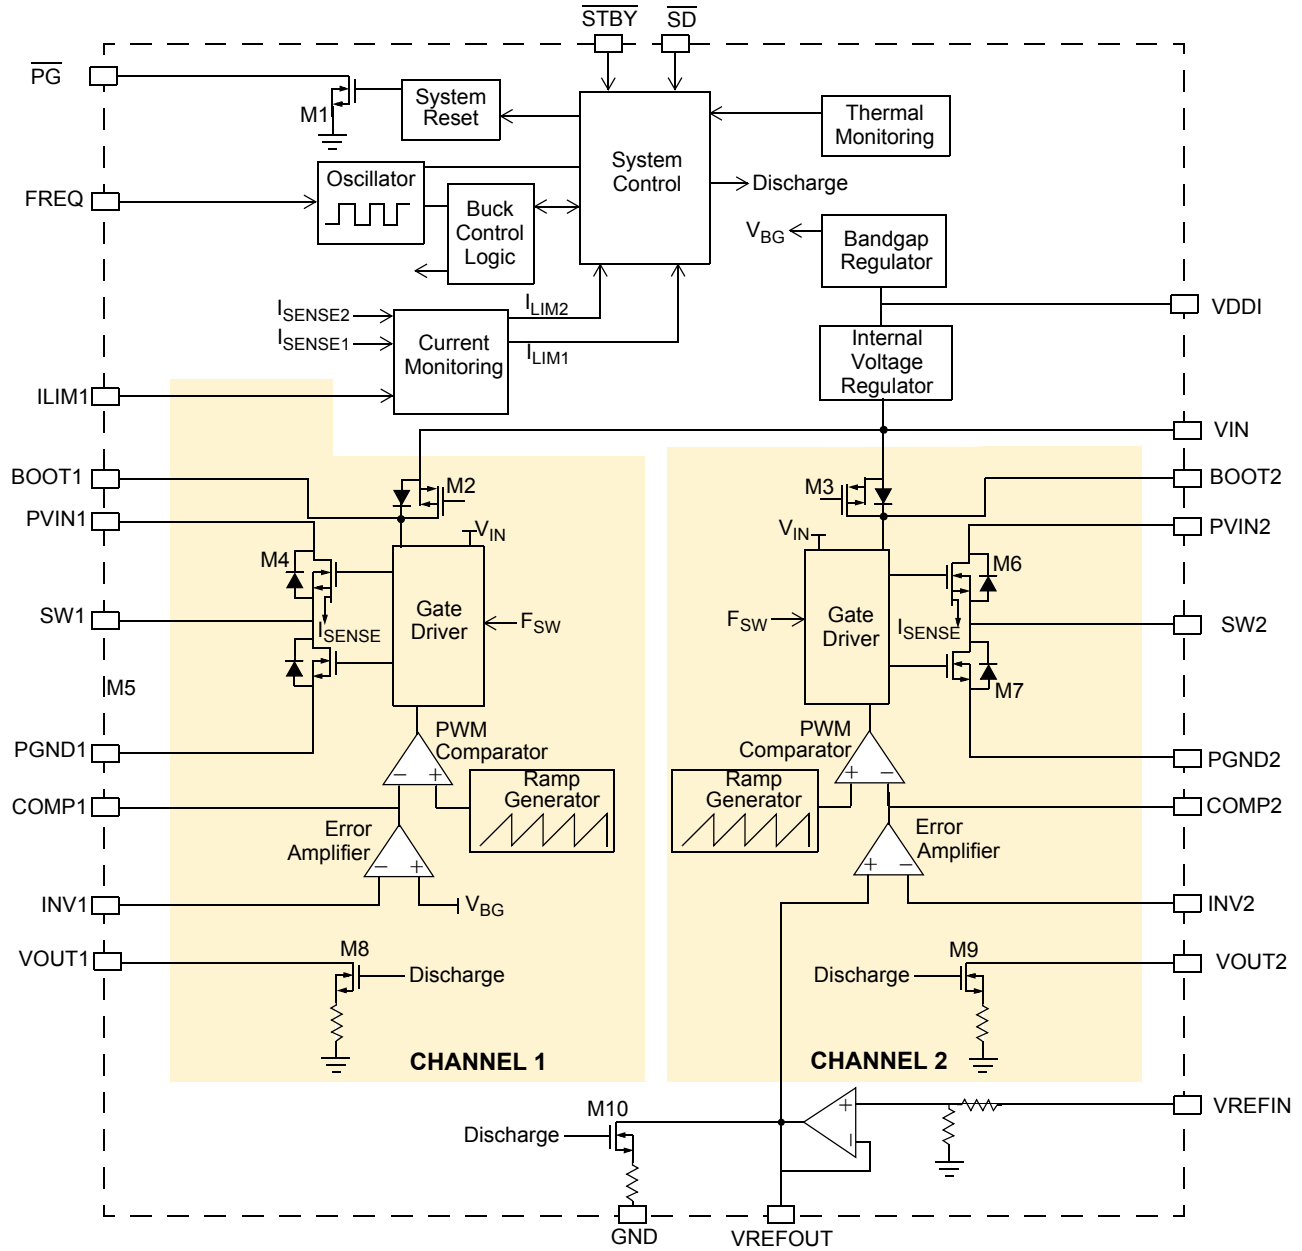 STBY SD
PG
M1
System
Reset
Thermal
Monitoring
System
Control
Discharge
FREQ
Oscillator
Buck
Control
Logic
VBG
Bandgap
Regulator
VDDI
ISENSE2
ISENSE1
Current
Monitoring
ILIM2
ILIM1
Internal
Voltage
Regulator
ILIM1
VIN
BOOT1
M2
M3
BOOT2
PVIN1
VIN
VIN
PVIN2
M4
M6
SW1
ISENSE
Gate
Driver
FSW
FSW
Gate
Driver
ISENSE
SW2
M5
M7
PGND1
PWM
Comparator
PWM
Comparator
PGND2
− +
+ −
Ramp
Generator
Ramp
Generator
COMP1
COMP2
Error
Amplifier
Error
Amplifier
− +
+ −
INV1
VBG
INV2
VOUT1
M8
Discharge
M9
Discharge
VOUT2
CHANNEL 1
CHANNEL 2
M10
Discharge
+
−
VREFIN
GND
VREFOUT